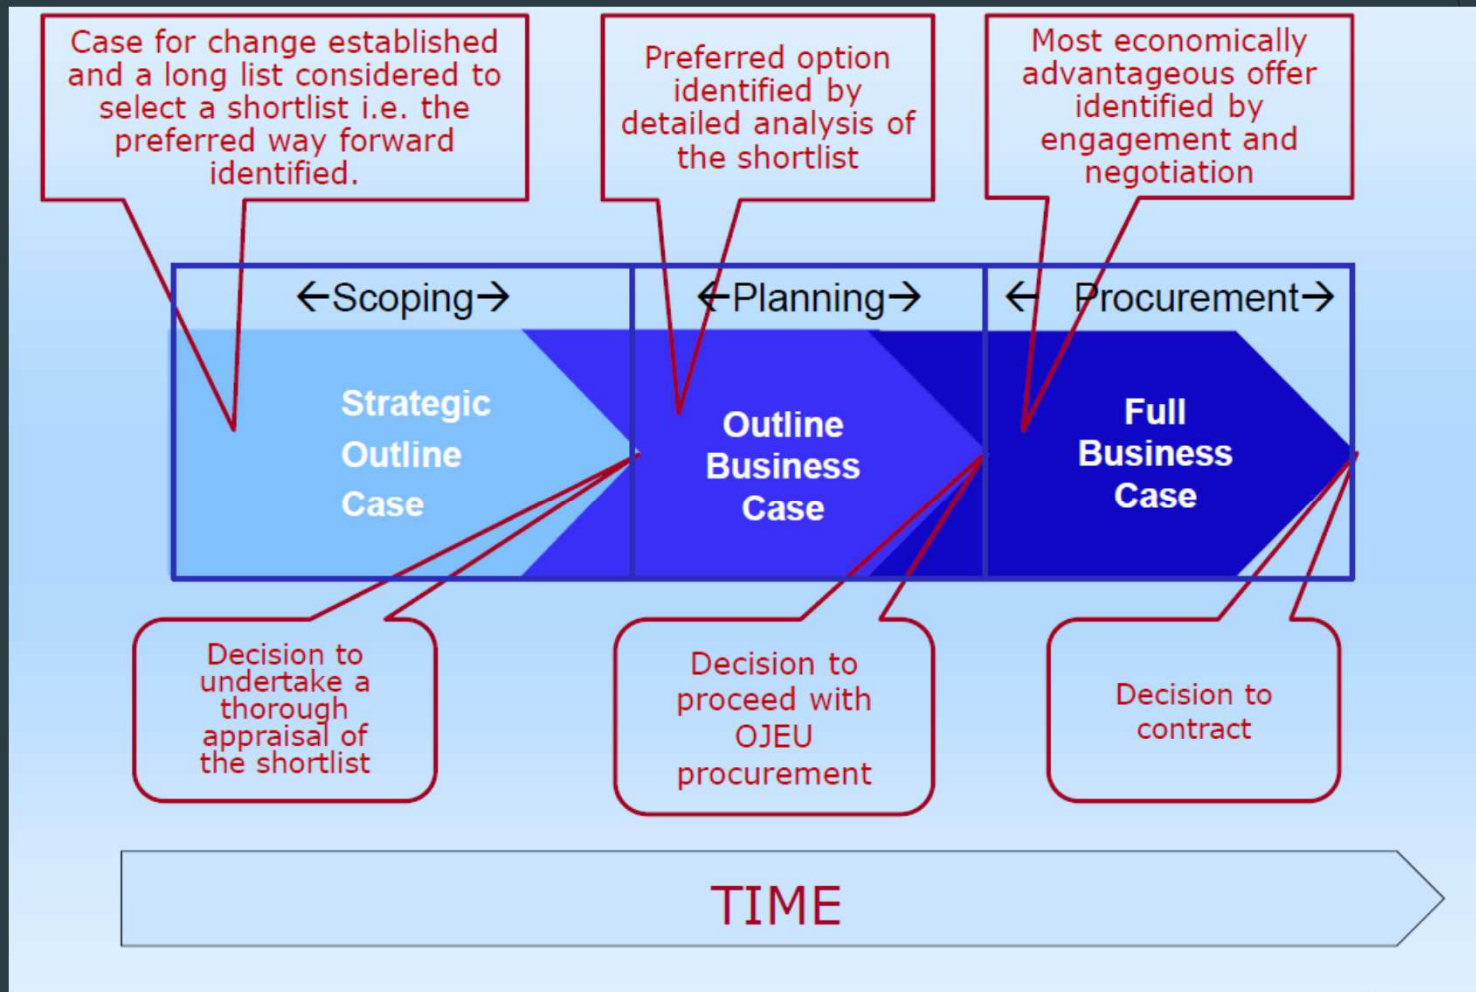 Case for change established
and a long list considered to
select a shortlist i.e. the
preferred way forward
identified.
Preferred option
identified by
detailed analysis of
the shortlist
Most economically
advantageous offer
identified by
engagement and
negotiation
←Scoping→
←Planning→
← Procurement→
Strategic
Outline
Case
Outline
Business
Case
Full
Business
Case
Decision to
undertake a
thorough
appraisal of
the shortlist
Decision to
proceed with
OJEU
procurement
Decision to
contract
TIME